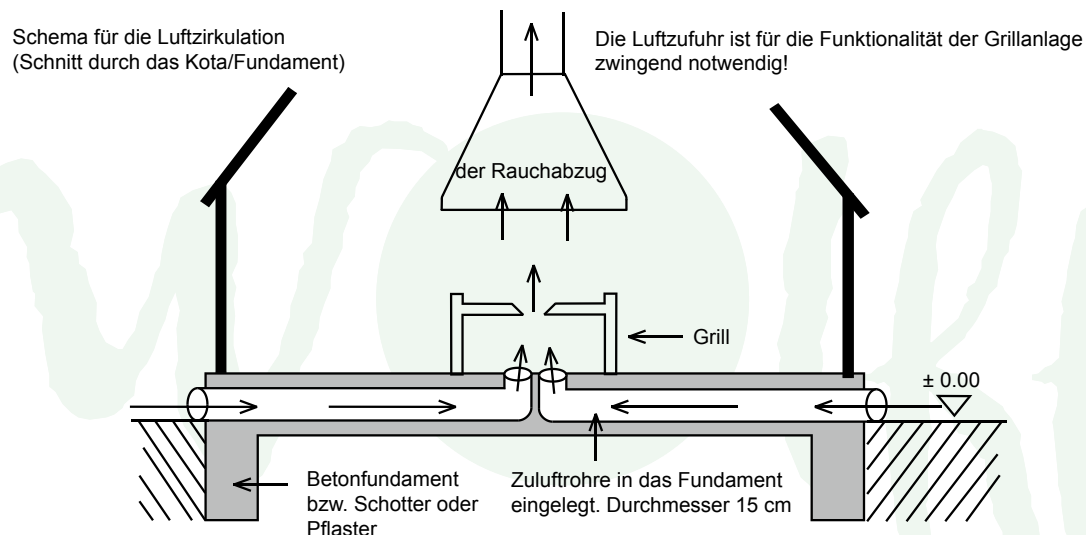 Schema für die Luftzirkulation
(Schnitt durch das Kota/Fundament)
Die Luftzufuhr ist für die Funktionalität der Grillanlage
zwingend notwendig!
der Rauchabzug
Grill
± 0.00
Betonfundament
bzw. Schotter oder
Pflaster
Zuluftrohre in das Fundament
eingelegt. Durchmesser 15 cm